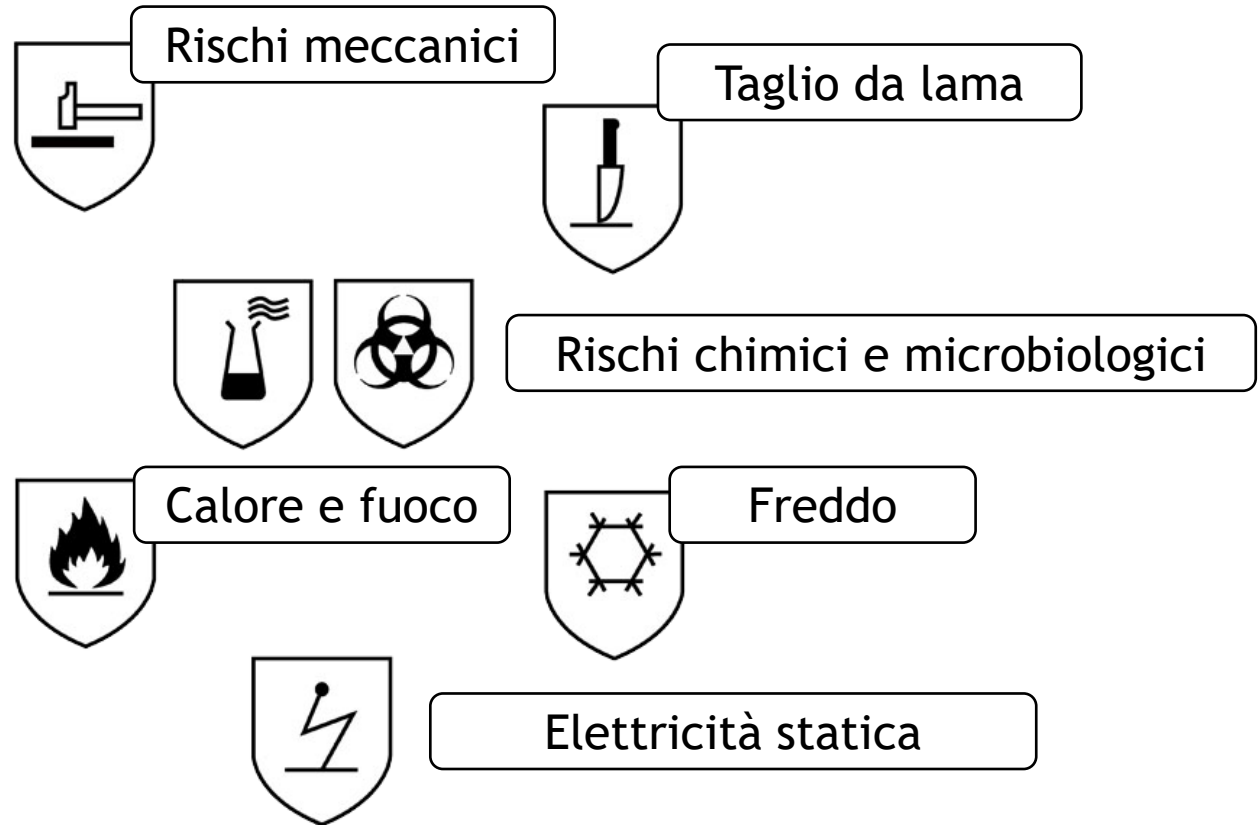 Rischi meccanici
Taglio da lama
Rischi chimici e microbiologici
Calore e fuoco
Freddo
Elettricità statica